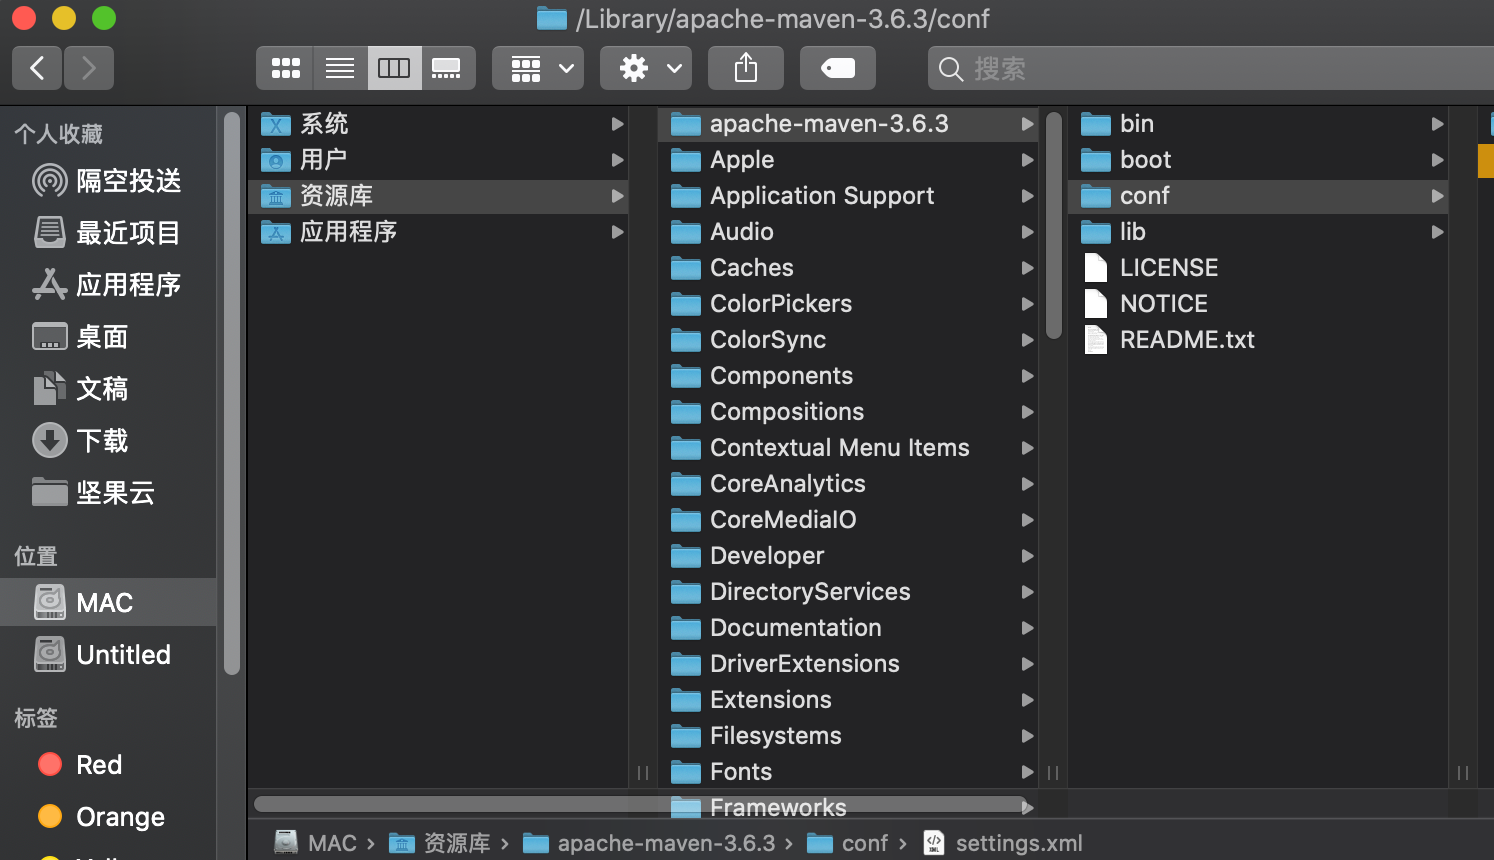 /Library/apache-maven-3.6.3/conf
搜索
个人收藏
隔空投送
最近项目
应用程序
桌面
文稿
下载
坚果云
位置
MAC
Untitled
标签
Red
Orange
系统
用户
资源库
应用程序
apache-maven-3.6.3
Apple
Application Support
Audio
Caches
ColorPickers
ColorSync
Components
Compositions
Contextual Menu Items
CoreAnalytics
CoreMediaIO
Developer
DirectoryServices
Documentation
DriverExtensions
Extensions
Filesystems
Fonts
Frameworks
bin
boot
conf
lib
LICENSE
NOTICE
README.txt
MAC › 资源库 › apache-maven-3.6.3 › conf › settings.xml